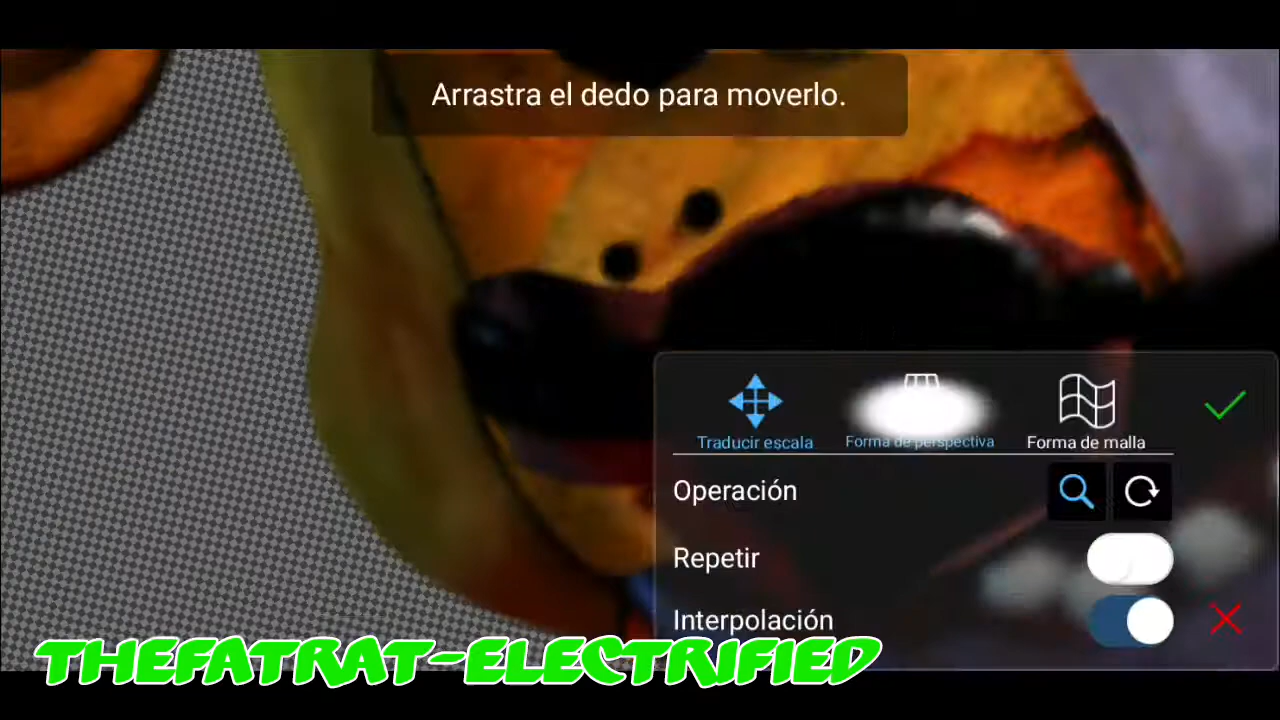 Arrastra el dedo para moverlo.
Traducir escala
Forma de perspectiva
Forma de malla
Operación
Repetir
Interpolación
THEFATRAT-ELECTRIFIED